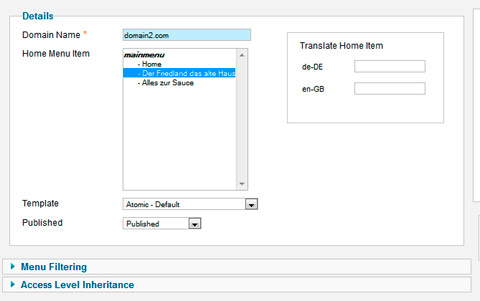 Details
Domain Name *
domain2.com
Home Menu Item
mainmenu
- Home
- Der Friedland das alte Haus
- Alles zur Sauce
Translate Home Item
de-DE
en-GB
Template
Atomic - Default
Published
Published
Menu Filtering
Access Level Inheritance